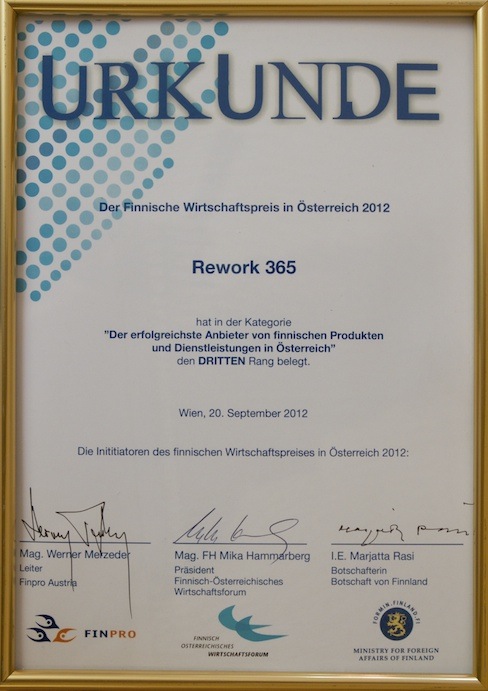 URKUNDE
Der Finnische Wirtschaftspreis in Österreich 2012
Rework 365
hat in der Kategorie
"Der erfolgreichste Anbieter von finnischen Produkten
und Dienstleistungen in Österreich"
den DRITTEN Rang belegt.
Wien, 20. September 2012
Die Inititiatoren des finnischen Wirtschaftspreises in Österreich 2012:
Mag. Werner Merzeder
Leiter
Finpro Austria
Mag. FH Mika Hammarberg
Präsident
Finnisch-Österreichisches
Wirtschaftsforum
I.E. Marjatta Rasi
Botschafterin
Botschaft von Finnland
FINPRO
FINNISCH
OSTERREICHISCHES
WIRTSCHAFTSFORUM
FORMIN.FINLAND.FI
MINISTRY FOR FOREIGN
AFFAIRS OF FINLAND